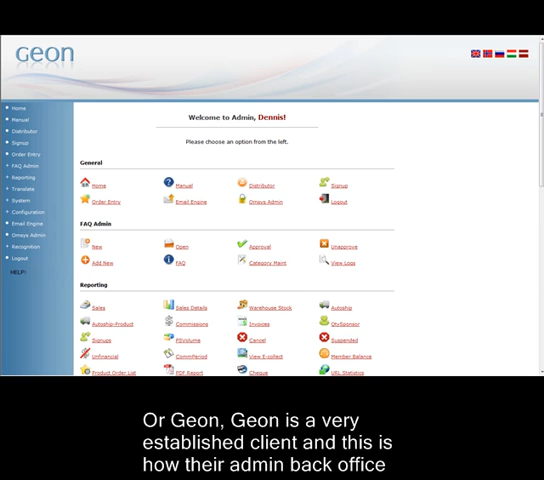 Geon
Home
Manual
Distributor
Signup
Order Entry
FAQ Admin
Reporting
Translate
System
Configuration
Email Engine
Omsys Admin
Recognition
Logout
HELP!
Welcome to Admin, Dennis!
Please choose an option from the left.
General
Home Manual Distributor Signup
Order Entry Email Engine Omsys Admin Logout
FAQ Admin
New Open Approval Unapprove
Add New FAQ Category Maint View Logs
Reporting
Sales Sales Details Warehouse Stock Autoship
Autoship-Product Commissions Invoices QtySponsor
Signups PSVolume Cancel Suspended
Unfinancial CommPeriod View E-collect Member Balance
Product Order List PDF Report Cheque URL Statistics
Or Geon, Geon is a very
established client and this is
how their admin back office